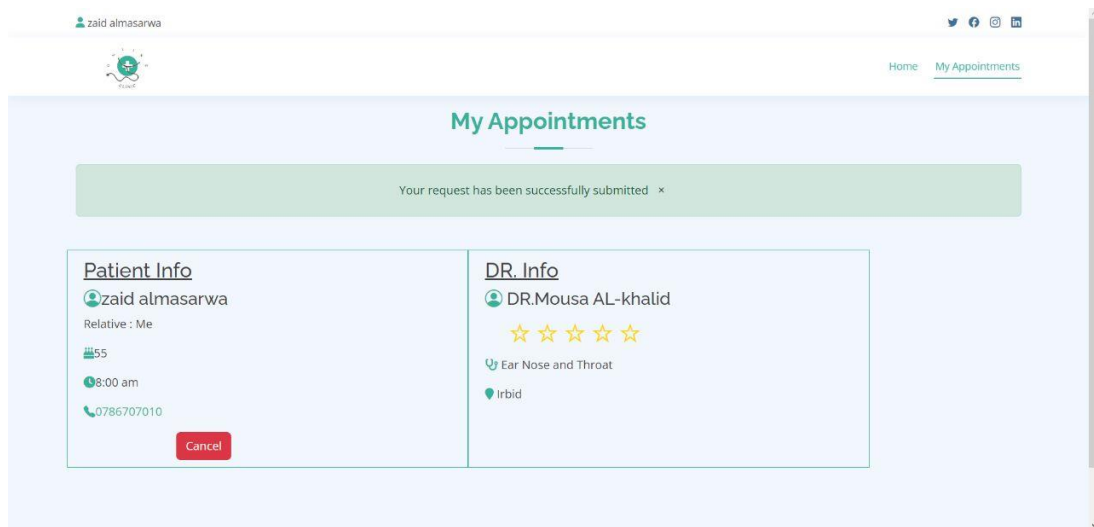 zaid almasarwa
Home My Appointments
My Appointments
Your request has been successfully submitted ×
Patient Info
zaid almasarwa
Relative : Me
55
8:00 am
0786707010
Cancel
DR. Info
DR.Mousa AL-khalid
Ear Nose and Throat
Irbid